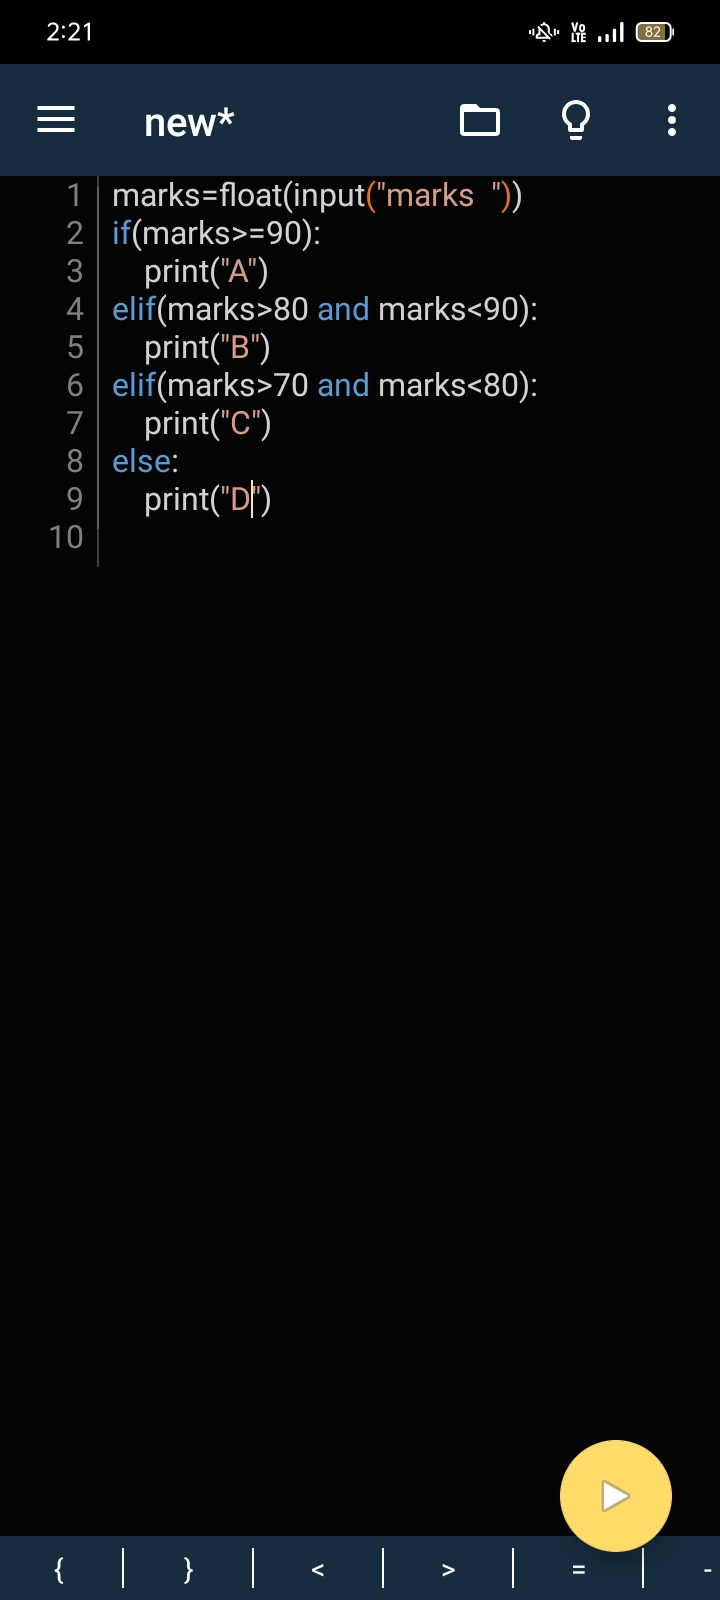 2:21
Vo LTE
82
new*
1 marks=float(input("marks  "))
2 if(marks>=90):
3     print("A")
4 elif(marks>80 and marks<90):
5     print("B")
6 elif(marks>70 and marks<80):
7     print("C")
8 else:
9     print("D")
10
{ } < > = -